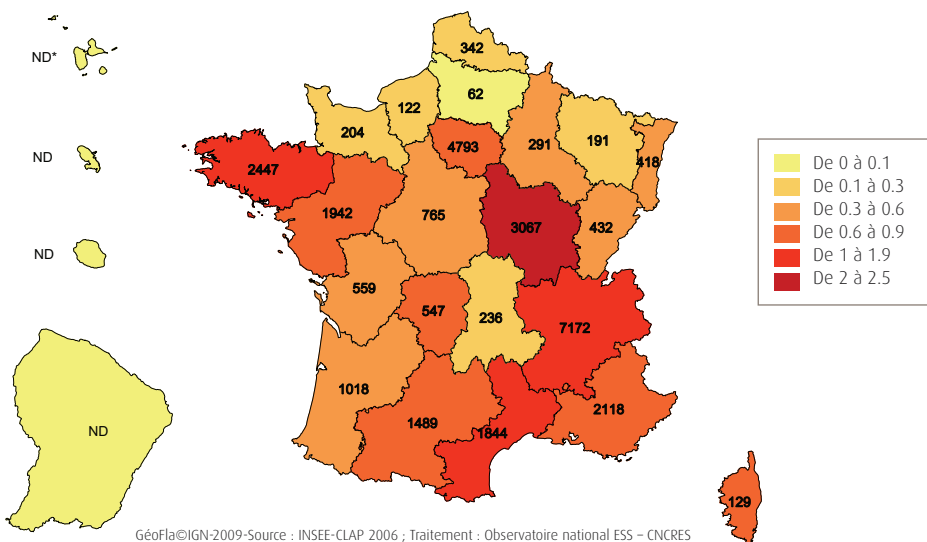 342
ND*
62
122
204
4793
291
191
418
ND
2447
1942
765
3067
432
ND
559
547
236
7172
1018
1489
1844
2118
ND
129
De 0 à 0.1
De 0.1 à 0.3
De 0.3 à 0.6
De 0.6 à 0.9
De 1 à 1.9
De 2 à 2.5
GéoFla©IGN-2009-Source : INSEE-CLAP 2006 ; Traitement : Observatoire national ESS – CNCRES